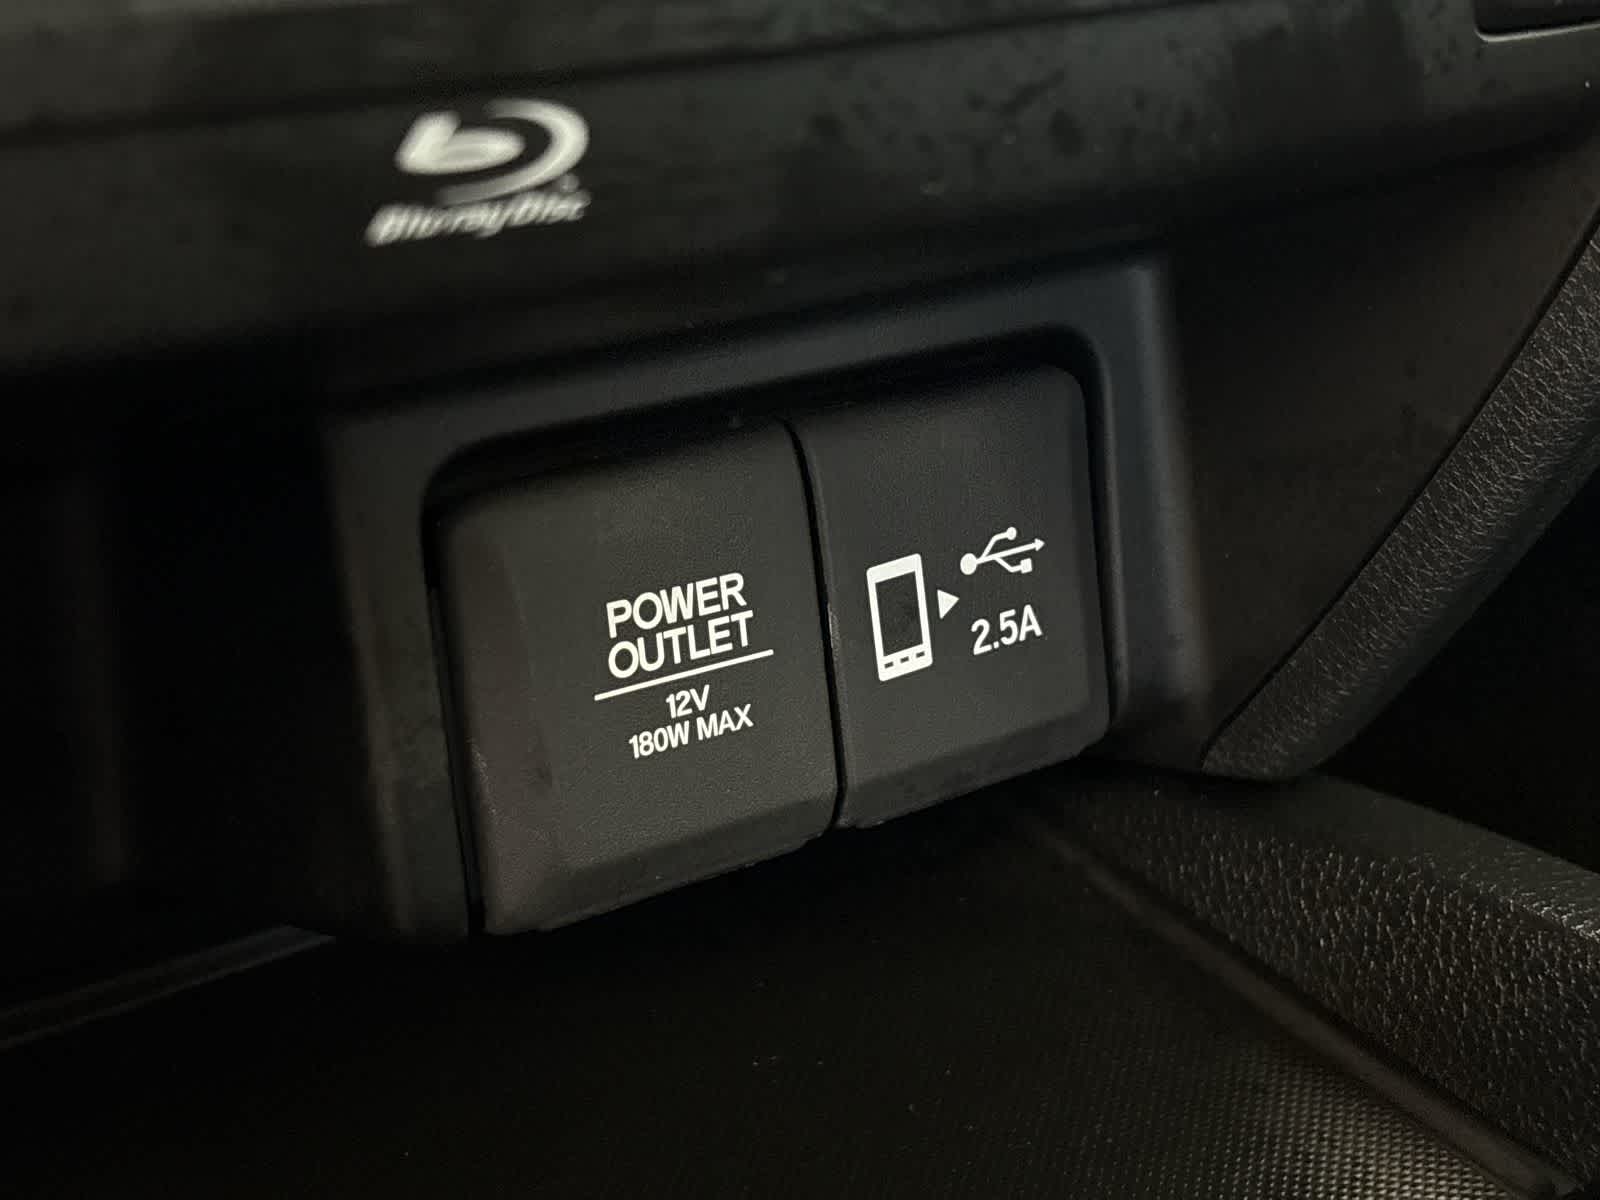 Blu-ray Disc
POWER
OUTLET
12V
180W MAX
2.5A